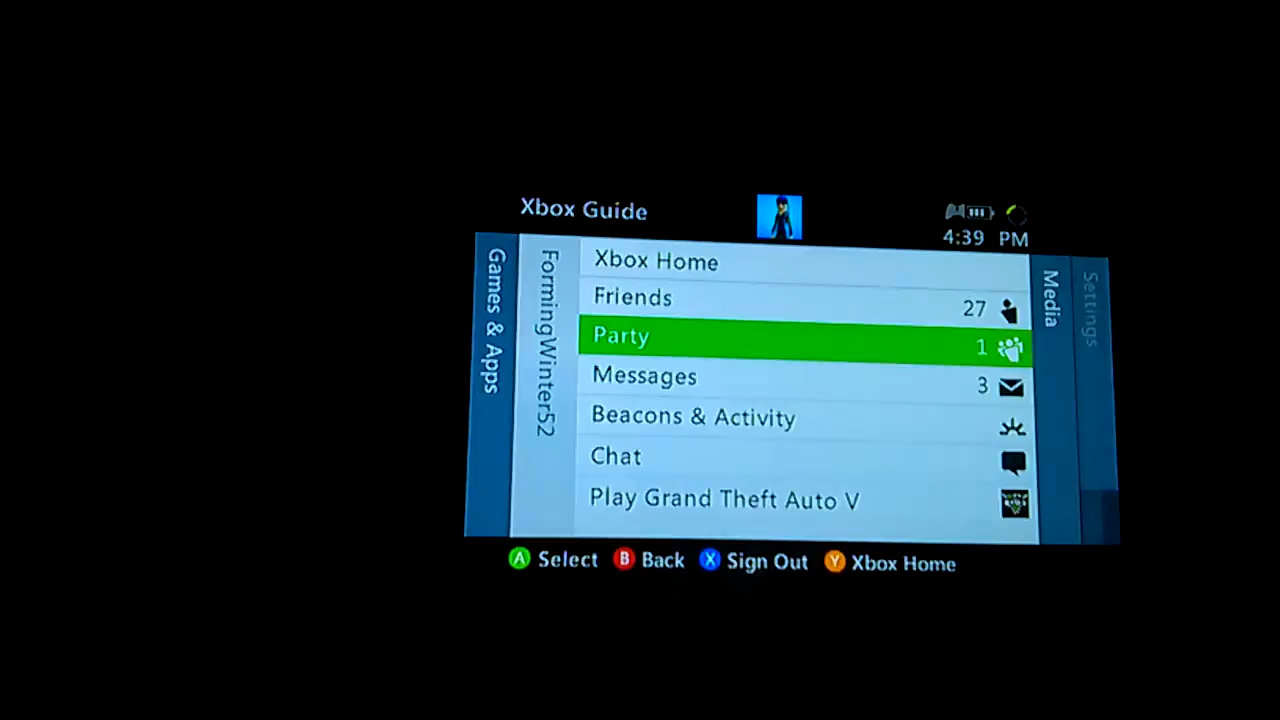 Xbox Guide
4:39 PM
Games & Apps
FormingWinter52
Xbox Home
Friends 27
Party 1
Messages 3
Beacons & Activity
Chat
Play Grand Theft Auto V
Media
Settings
A Select B Back X Sign Out Y Xbox Home